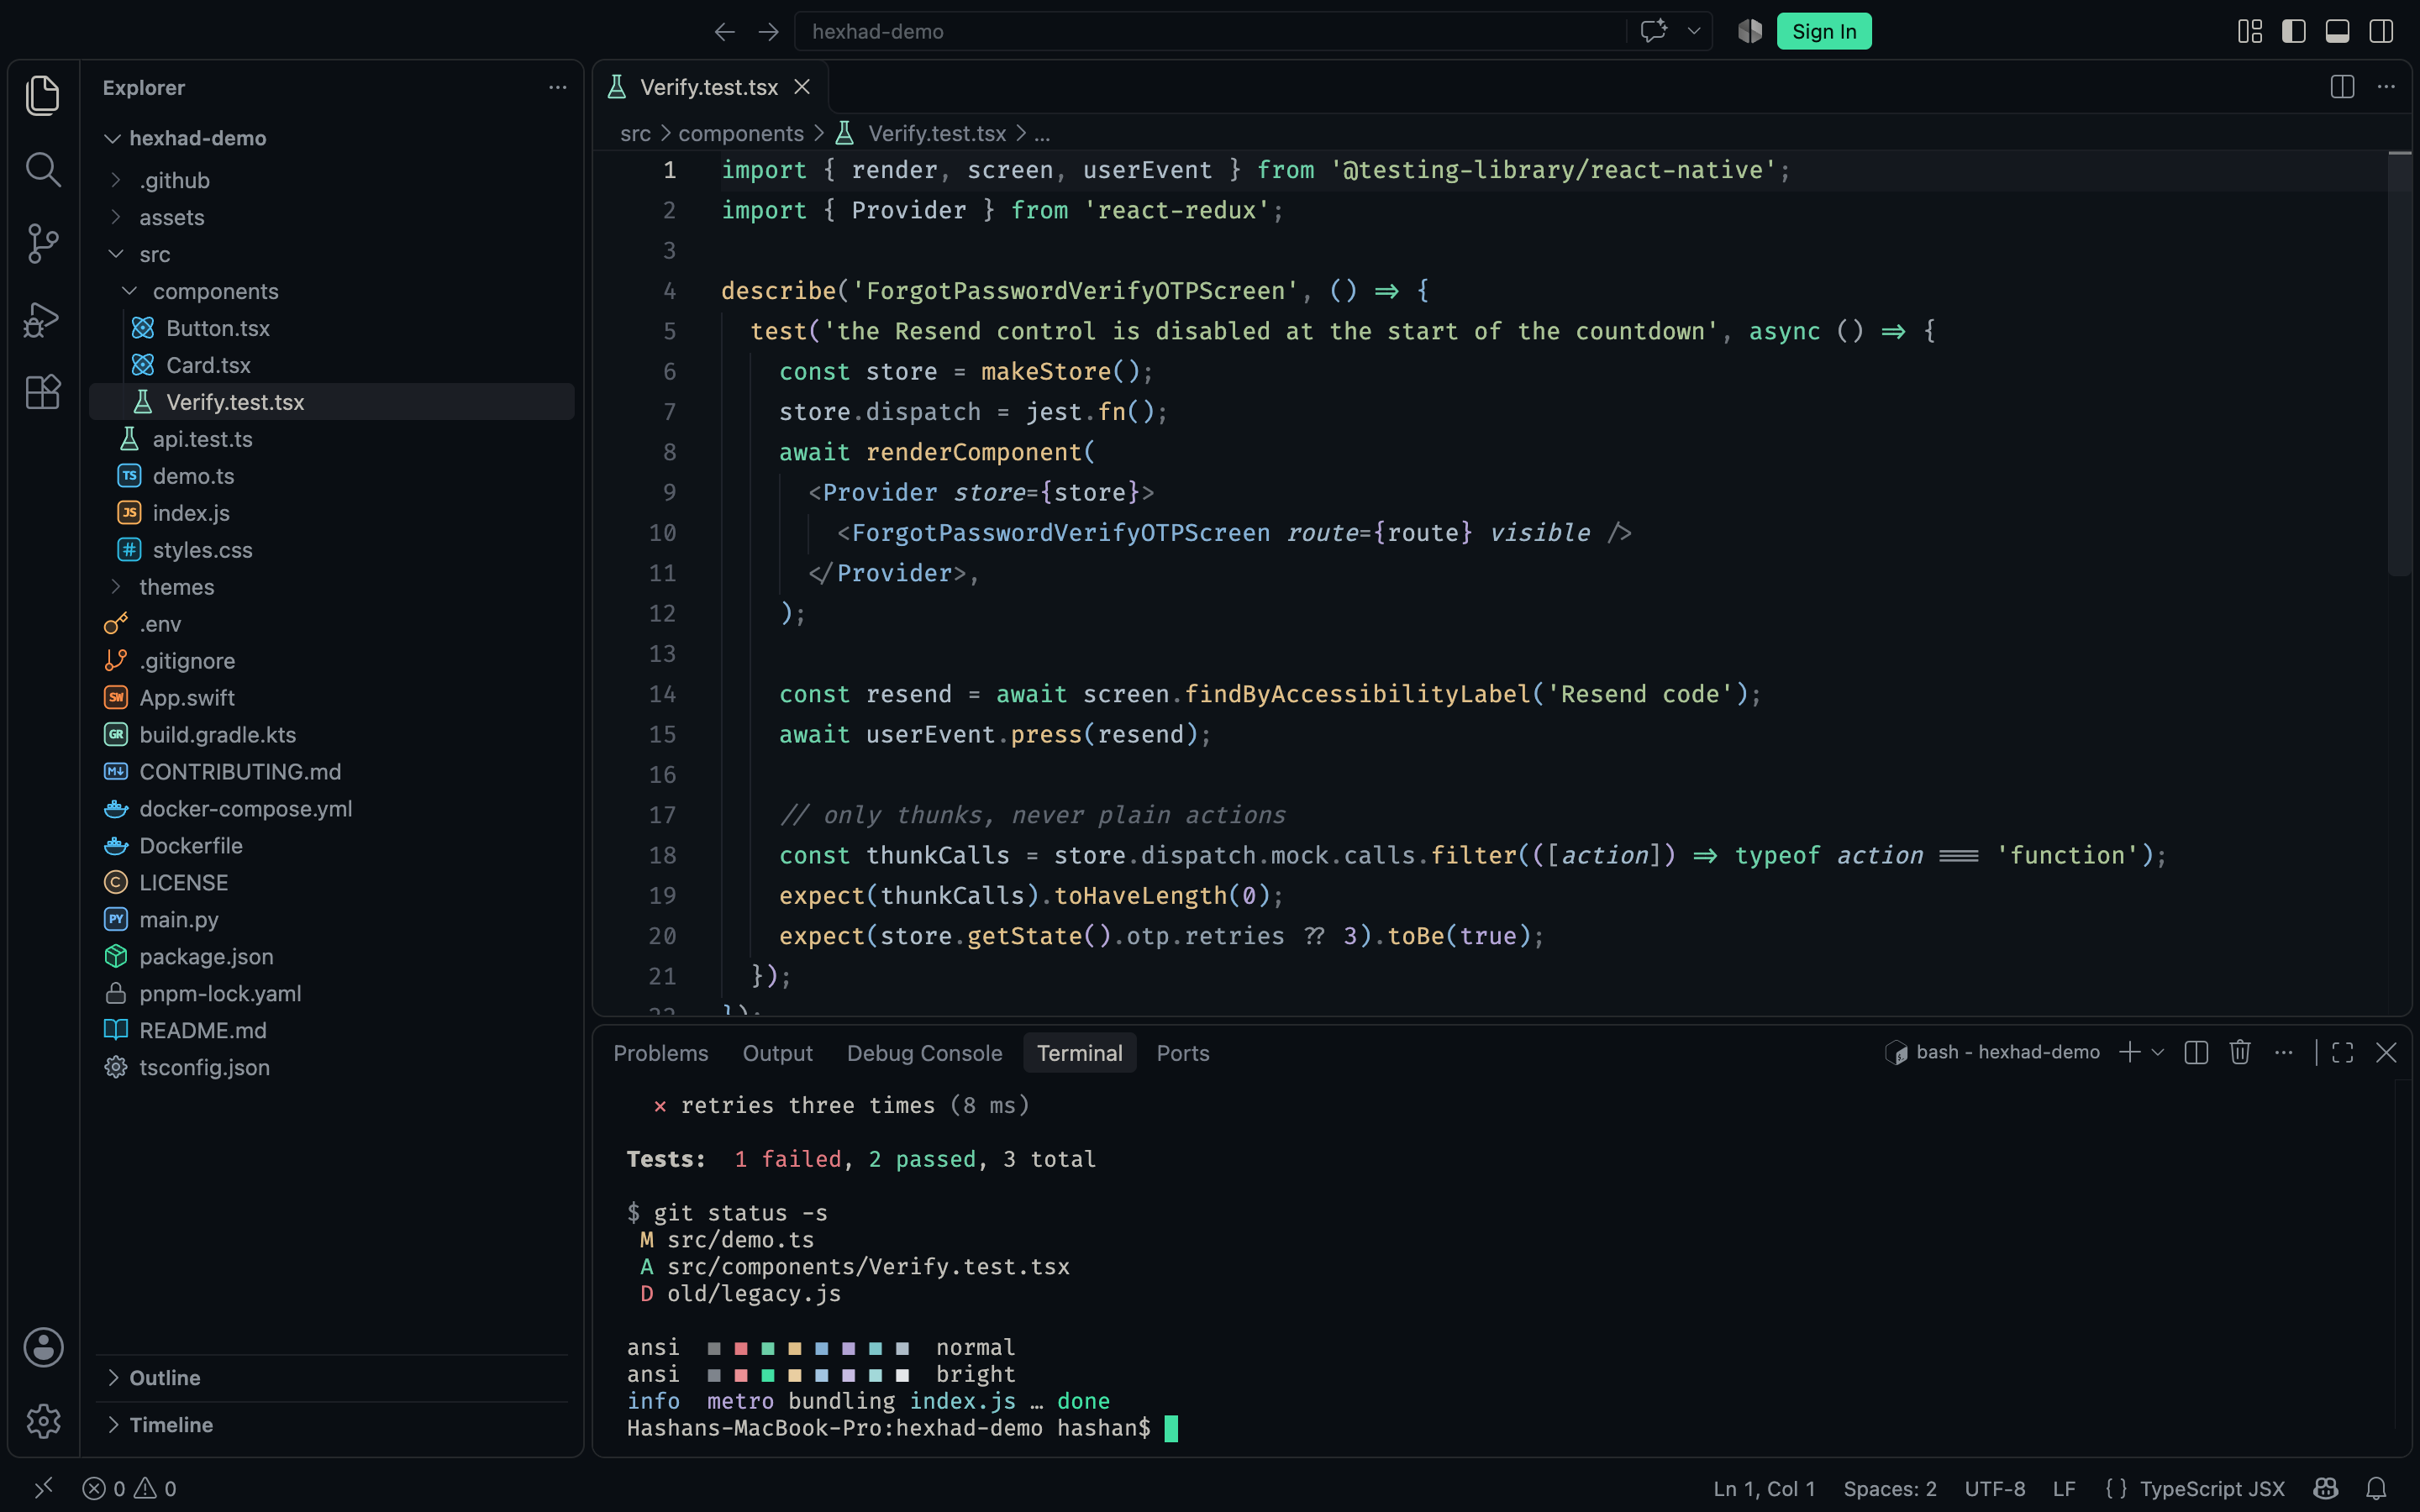 hexhad-demo
Sign In
Explorer
hexhad-demo
.github
assets
src
components
Button.tsx
Card.tsx
Verify.test.tsx
api.test.ts
TS demo.ts
JS index.js
# styles.css
themes
.env
.gitignore
SW App.swift
GR build.gradle.kts
M↓ CONTRIBUTING.md
docker-compose.yml
Dockerfile
C LICENSE
PY main.py
package.json
pnpm-lock.yaml
README.md
tsconfig.json
Outline
Timeline
Verify.test.tsx
src > components > Verify.test.tsx > ...
1 import { render, screen, userEvent } from '@testing-library/react-native';
2 import { Provider } from 'react-redux';
3
4 describe('ForgotPasswordVerifyOTPScreen', () => {
5 test('the Resend control is disabled at the start of the countdown', async () => {
6 const store = makeStore();
7 store.dispatch = jest.fn();
8 await renderComponent(
9 <Provider store={store}>
10 <ForgotPasswordVerifyOTPScreen route={route} visible />
11 </Provider>,
12 );
13
14 const resend = await screen.findByAccessibilityLabel('Resend code');
15 await userEvent.press(resend);
16
17 // only thunks, never plain actions
18 const thunkCalls = store.dispatch.mock.calls.filter(([action]) => typeof action === 'function');
19 expect(thunkCalls).toHaveLength(0);
20 expect(store.getState().otp.retries ?? 3).toBe(true);
21 });
22 });
Problems Output Debug Console Terminal Ports
bash - hexhad-demo
× retries three times (8 ms)
Tests: 1 failed, 2 passed, 3 total
$ git status -s
M src/demo.ts
A src/components/Verify.test.tsx
D old/legacy.js
ansi ■ ■ ■ ■ ■ ■ ■ ■ normal
ansi ■ ■ ■ ■ ■ ■ ■ ■ bright
info metro bundling index.js … done
Hashans-MacBook-Pro:hexhad-demo hashan$
0 0
Ln 1, Col 1 Spaces: 2 UTF-8 LF { } TypeScript JSX